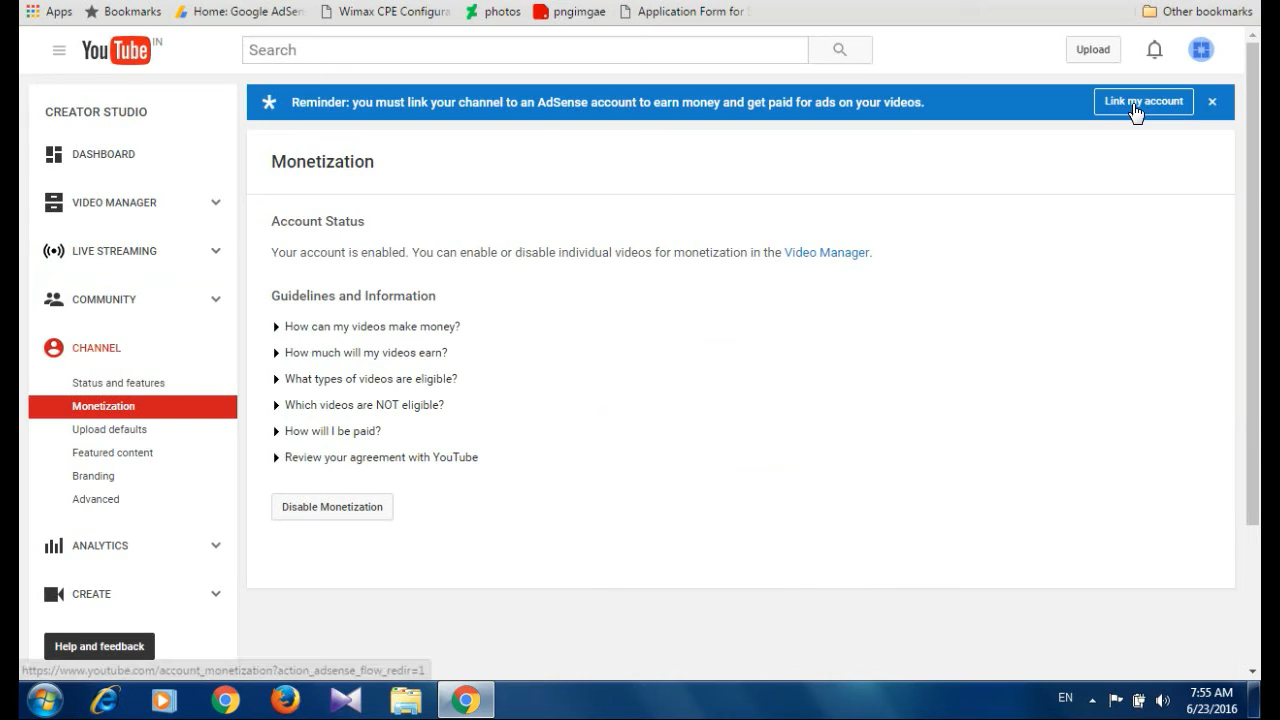 Apps
Bookmarks
Home: Google AdSen
Wimax CPE Configura
photos
pngimgae
Application Form for S
Other bookmarks
YouTube IN
Search
Upload
CREATOR STUDIO
Reminder: you must link your channel to an AdSense account to earn money and get paid for ads on your videos.
Link my account
DASHBOARD
Monetization
VIDEO MANAGER
Account Status
LIVE STREAMING
Your account is enabled. You can enable or disable individual videos for monetization in the Video Manager.
COMMUNITY
Guidelines and Information
How can my videos make money?
CHANNEL
How much will my videos earn?
Status and features
What types of videos are eligible?
Monetization
Which videos are NOT eligible?
Upload defaults
How will I be paid?
Featured content
Review your agreement with YouTube
Branding
Advanced
Disable Monetization
ANALYTICS
CREATE
Help and feedback
https://www.youtube.com/account_monetization?action_adsense_flow_redir=1
EN
7:55 AM
6/23/2016